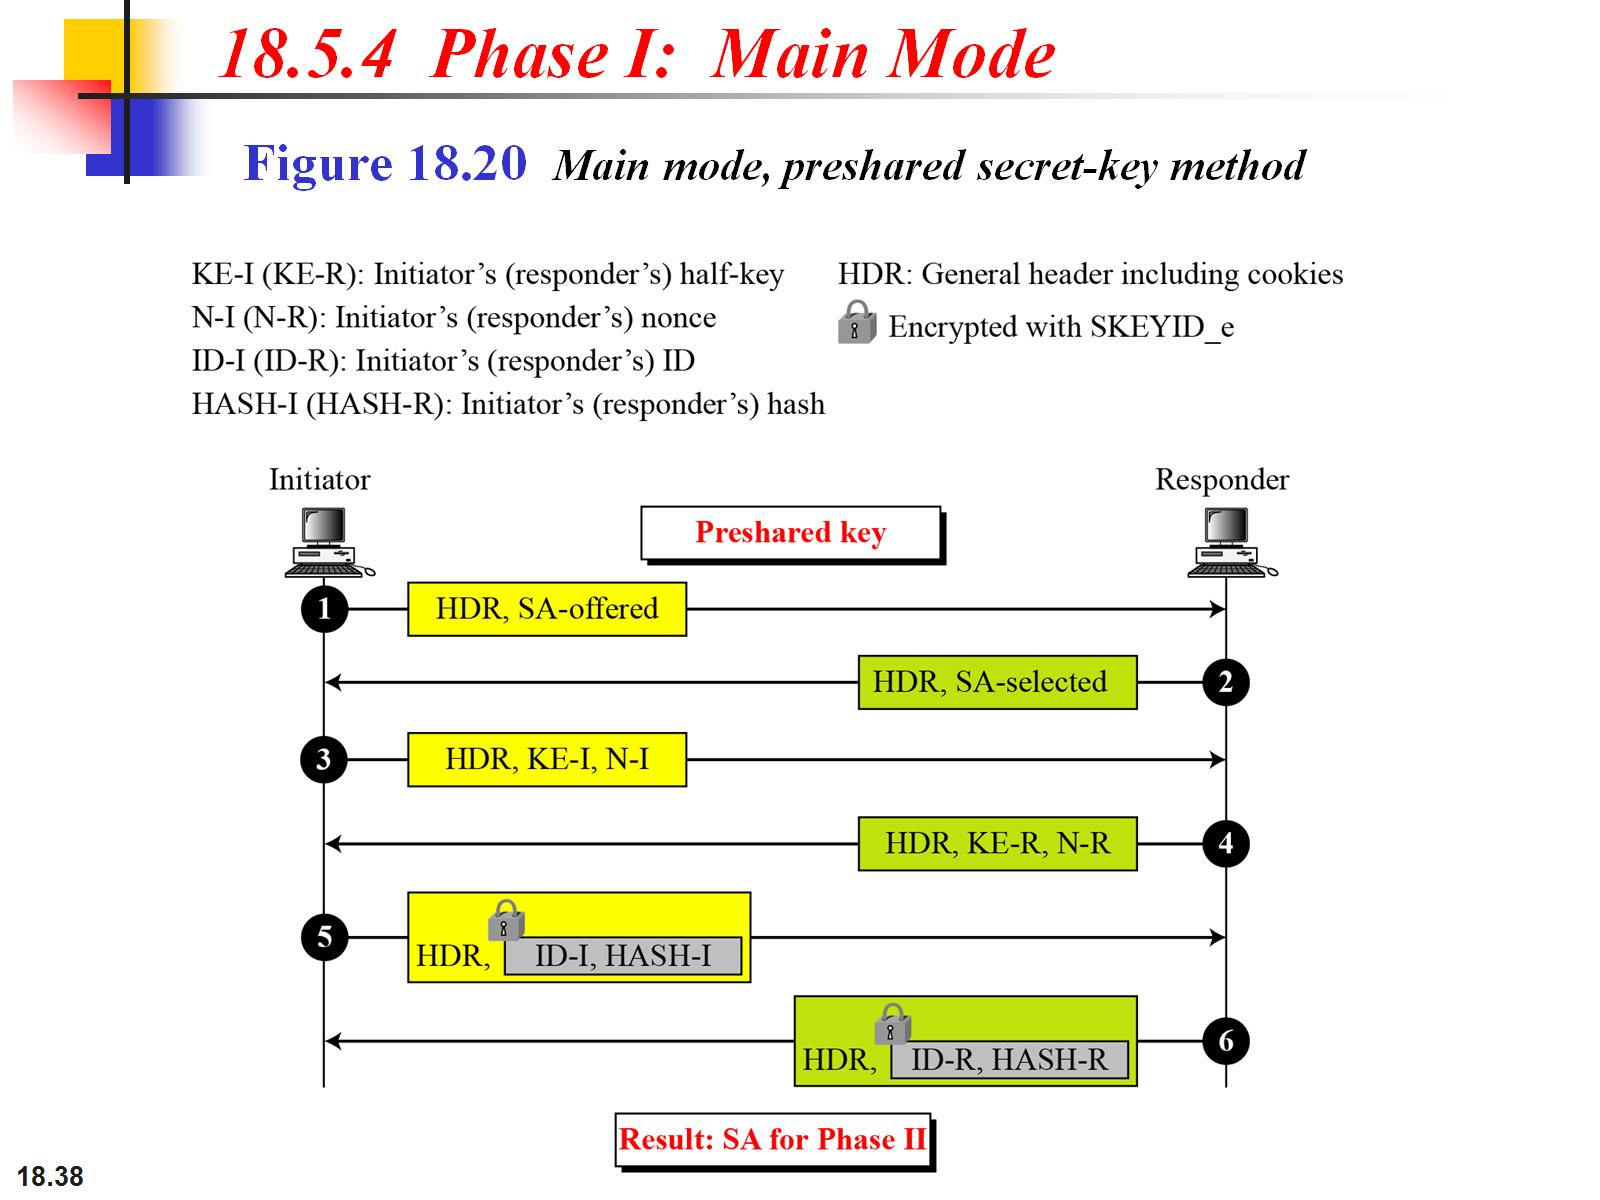 18.5.4 Phase I: Main Mode
Figure 18.20 Main mode, preshared secret-key method
KE-I (KE-R): Initiator’s (responder’s) half-key
N-I (N-R): Initiator’s (responder’s) nonce
ID-I (ID-R): Initiator’s (responder’s) ID
HASH-I (HASH-R): Initiator’s (responder’s) hash
HDR: General header including cookies
Encrypted with SKEYID_e
Initiator
Responder
Preshared key
1
HDR, SA-offered
HDR, SA-selected
2
3
HDR, KE-I, N-I
HDR, KE-R, N-R
4
5
HDR, ID-I, HASH-I
HDR, ID-R, HASH-R
6
Result: SA for Phase II
18.38